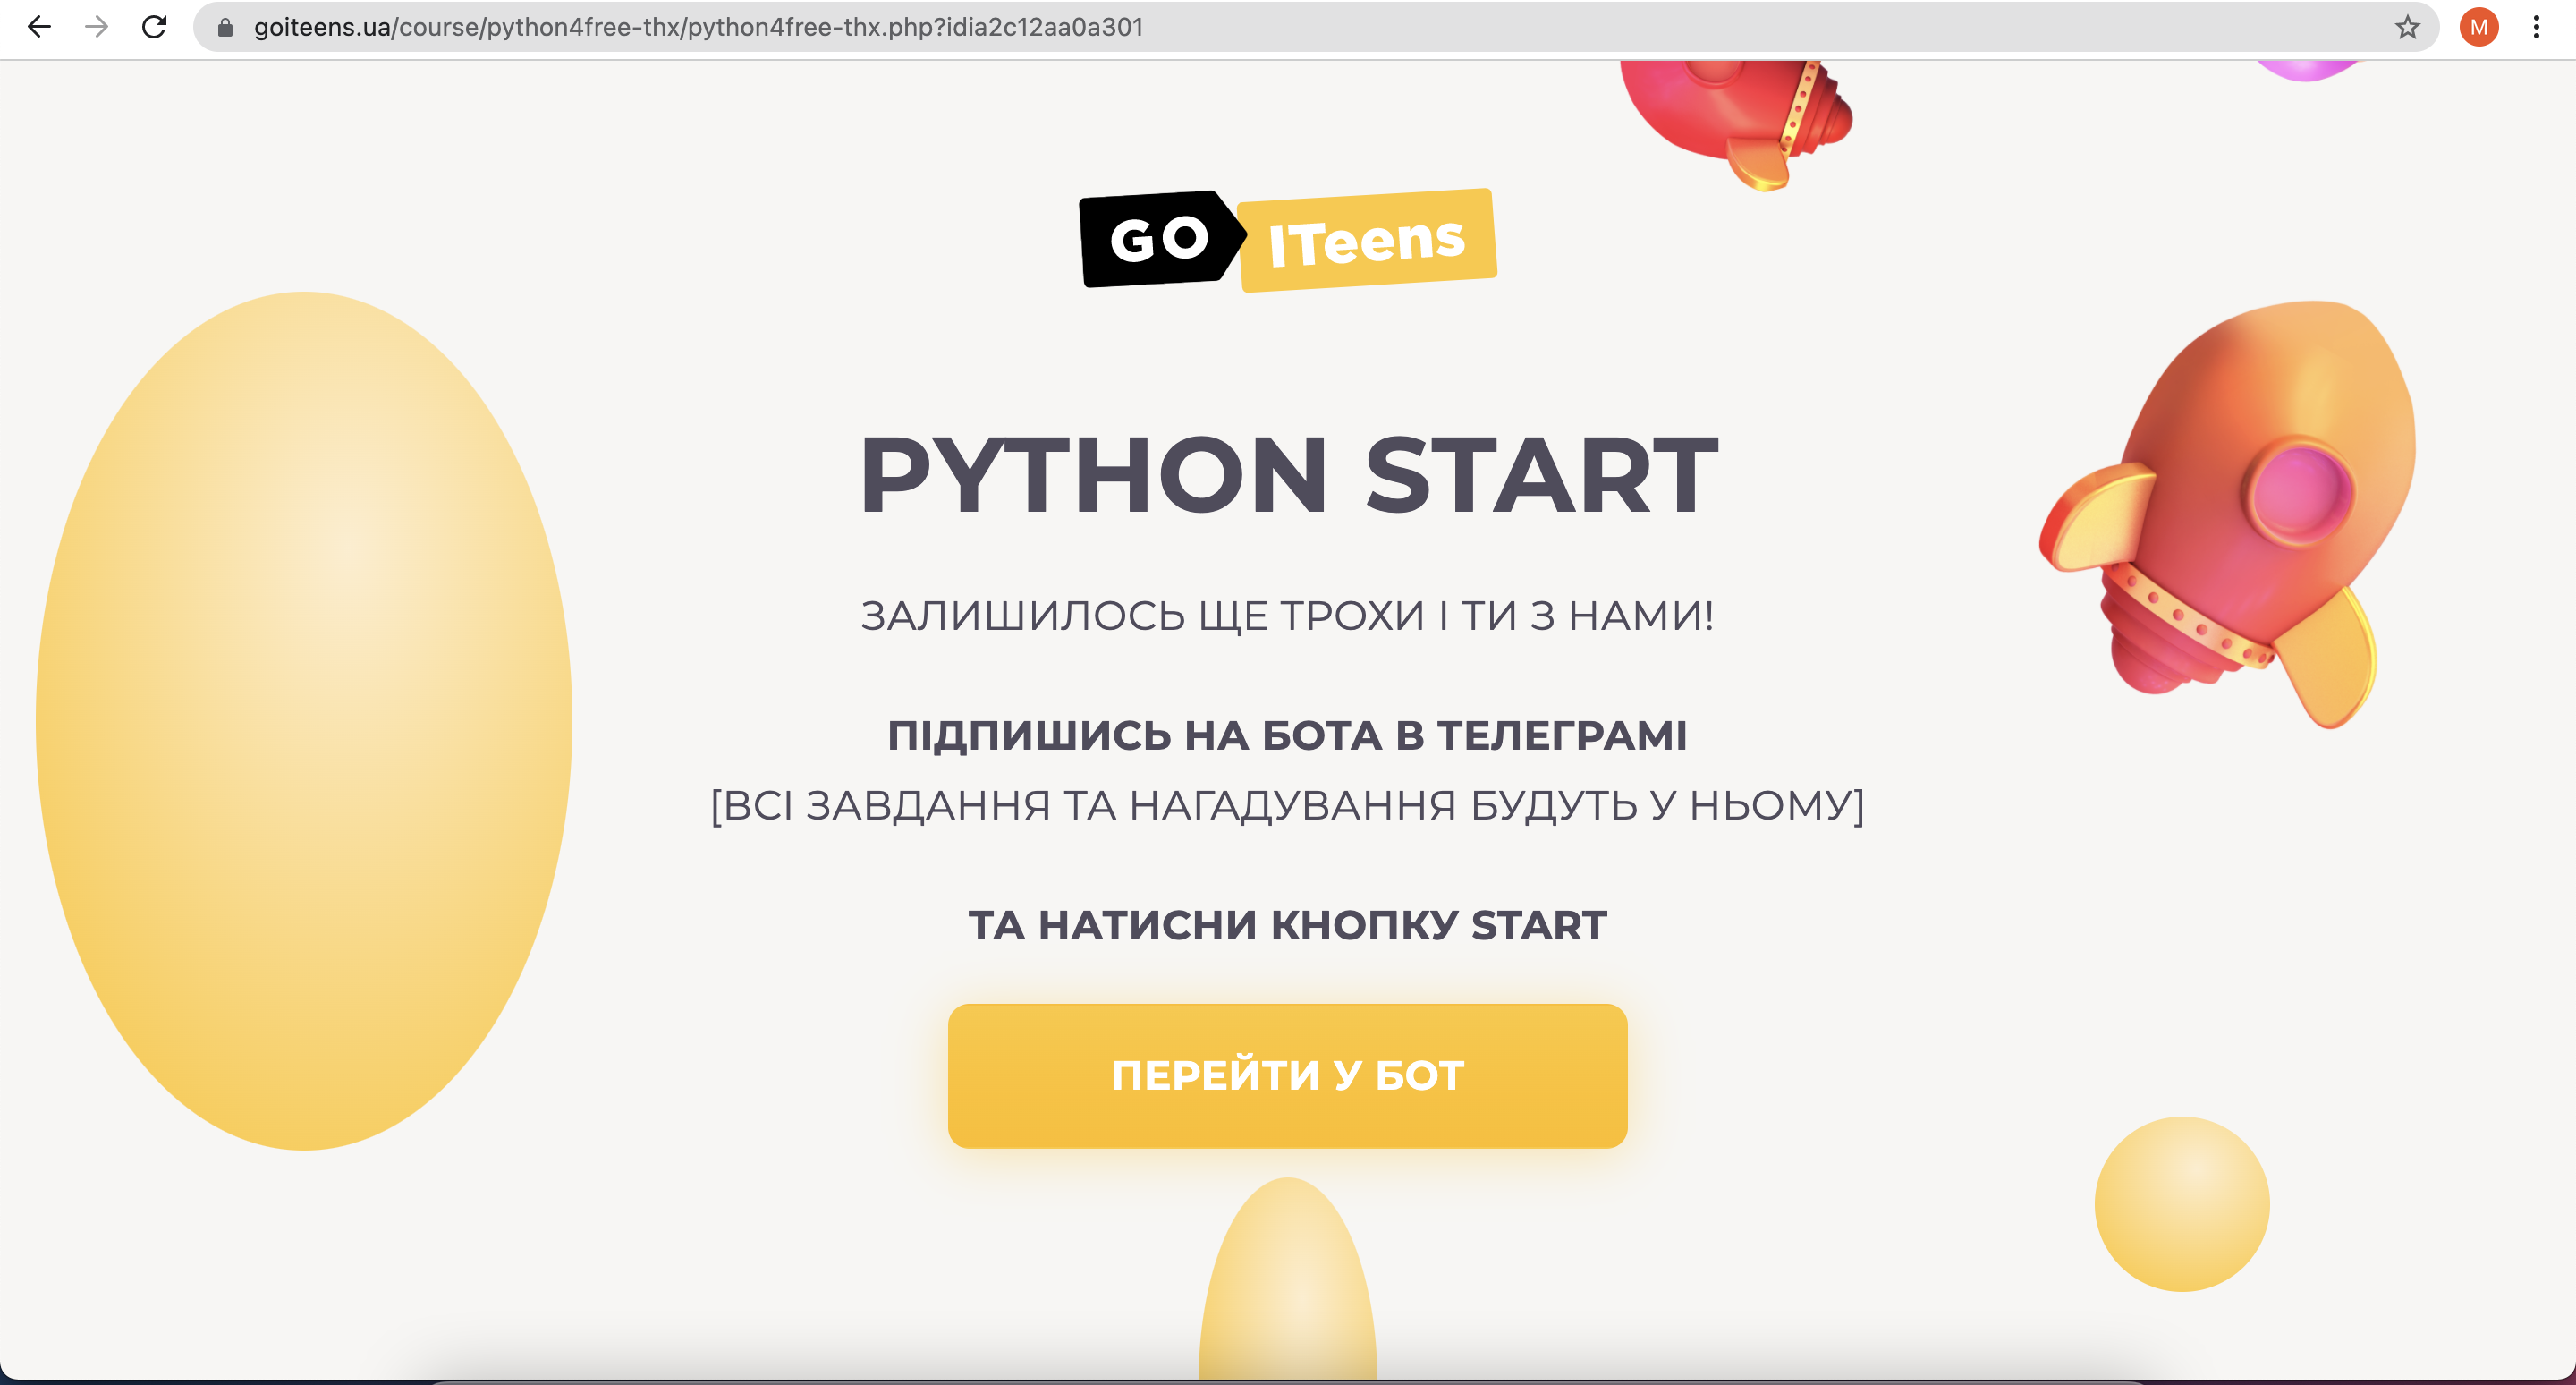 goiteens.ua/course/python4free-thx/python4free-thx.php?idia2c12aa0a301
M
GO ITeens
PYTHON START
ЗАЛИШИЛОСЬ ЩЕ ТРОХИ І ТИ З НАМИ!
ПІДПИШИСЬ НА БОТА В ТЕЛЕГРАМІ
[ВСІ ЗАВДАННЯ ТА НАГАДУВАННЯ БУДУТЬ У НЬОМУ]
ТА НАТИСНИ КНОПКУ START
ПЕРЕЙТИ У БОТ